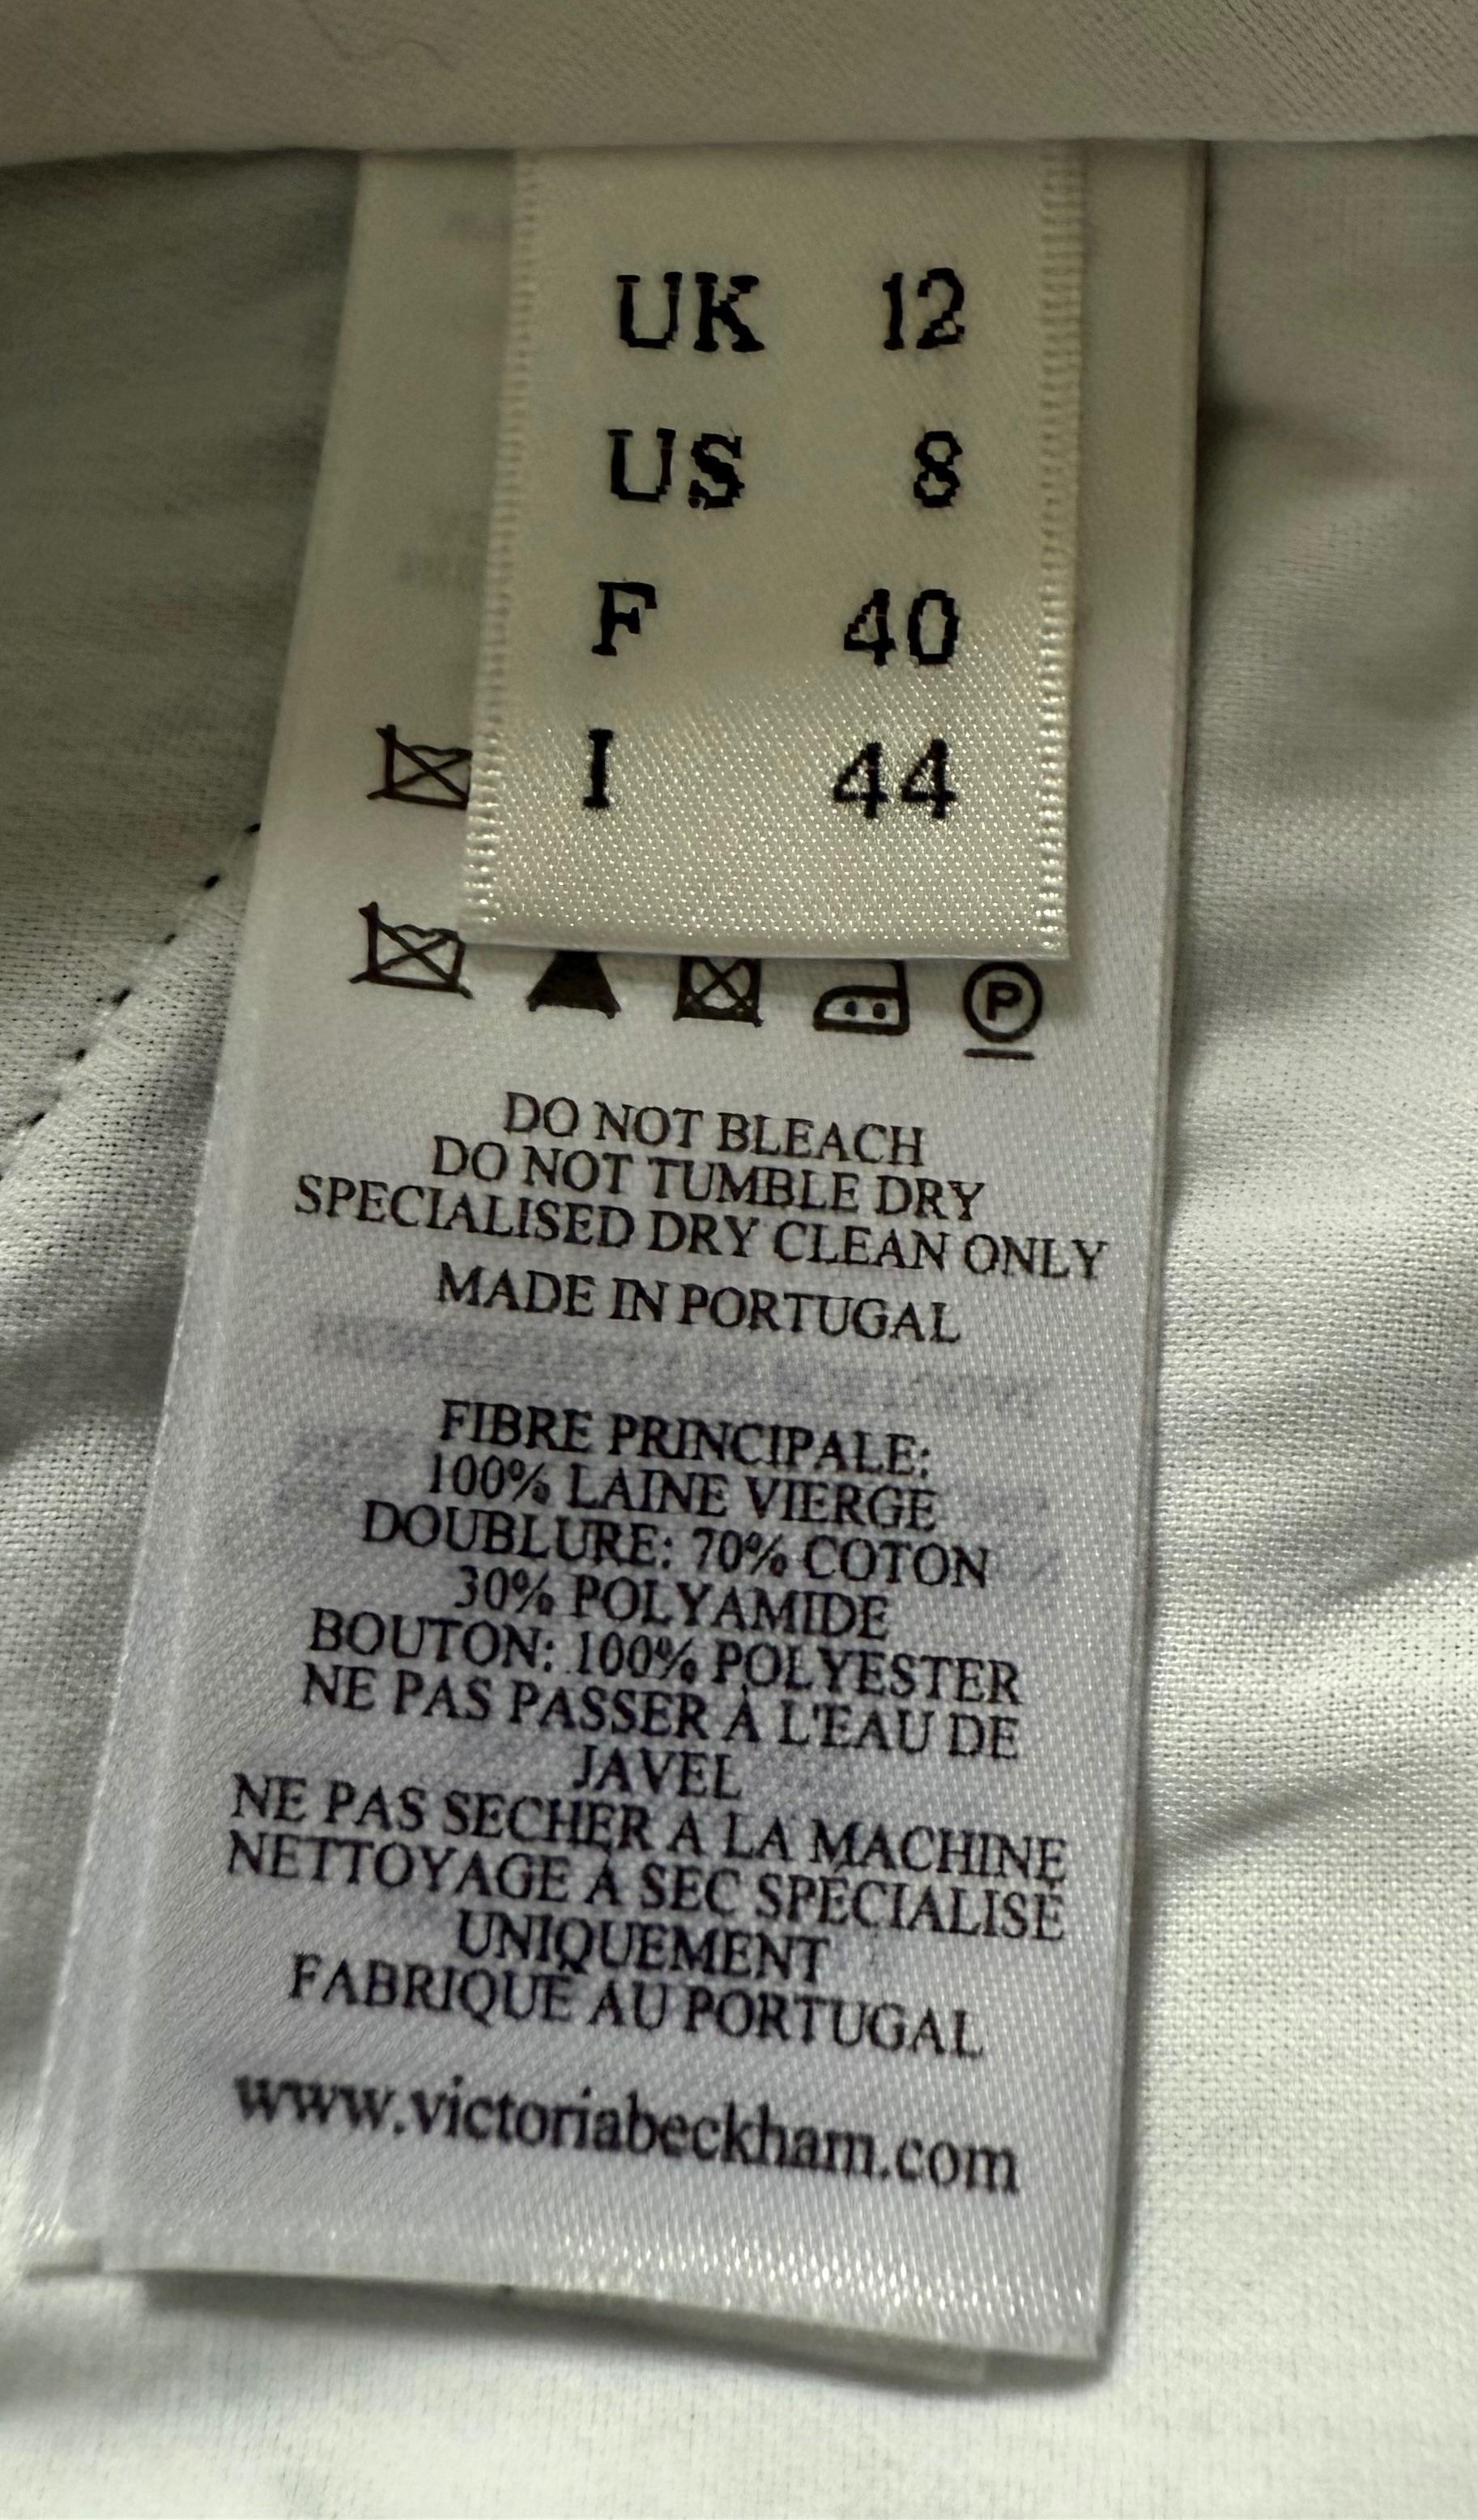 UK 12
US 8
F 40
I 44
P
DO NOT BLEACH
DO NOT TUMBLE DRY
SPECIALISED DRY CLEAN ONLY
MADE IN PORTUGAL
FIBRE PRINCIPALE:
100% LAINE VIERGE
DOUBLURE: 70% COTON
30% POLYAMIDE
BOUTON: 100% POLYESTER
NE PAS PASSER À L'EAU DE
JAVEL
NE PAS SECHER A LA MACHINE
NETTOYAGE À SEC SPÉCIALISÉ
UNIQUEMENT
FABRIQUÉ AU PORTUGAL
www.victoriabeckham.com